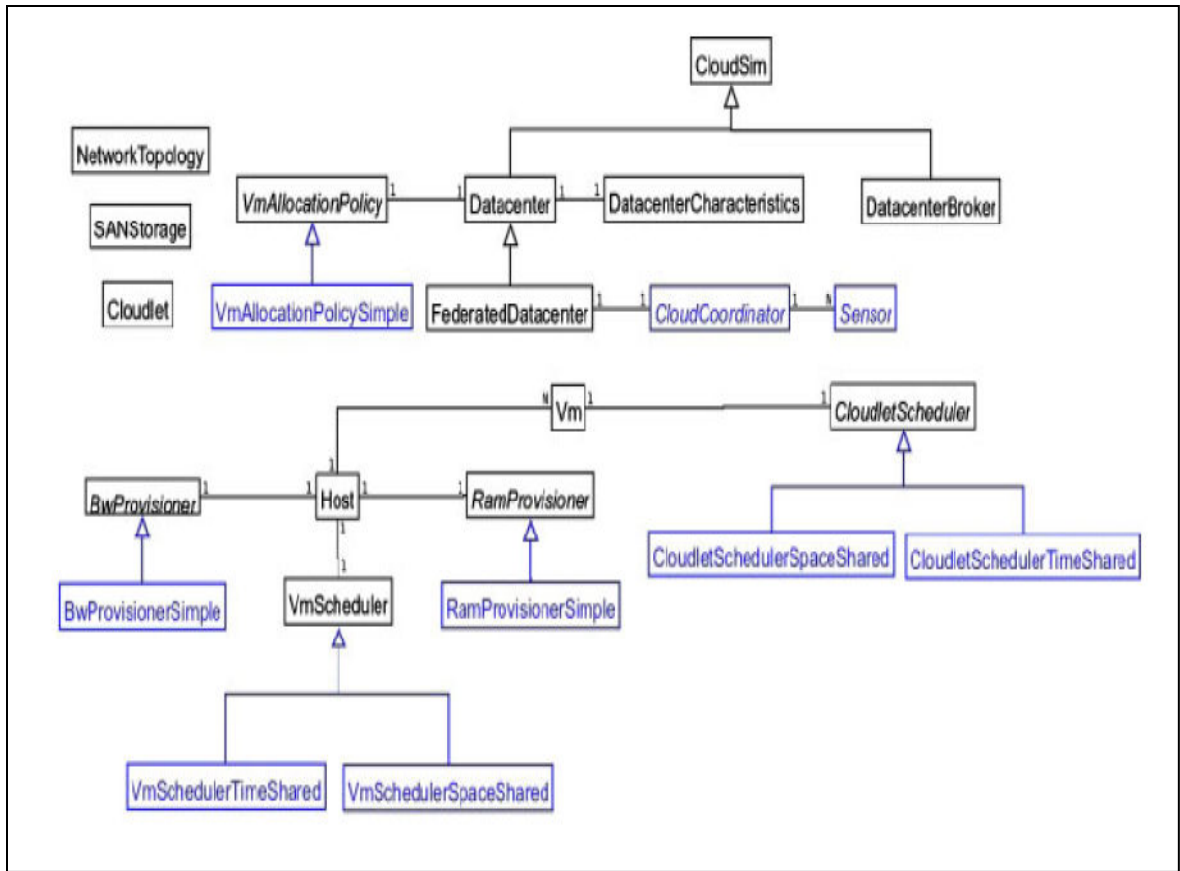 CloudSim
NetworkTopology
VmAllocationPolicy
1
1
Datacenter
1
1
DatacenterCharacteristics
DatacenterBroker
SANStorage
Cloudlet
VmAllocationPolicySimple
FederatedDatacenter
1
1
CloudCoordinator
1
N
Sensor
N
Vm
1
1
CloudletScheduler
1
BwProvisioner
1
1
Host
1
1
RamProvisioner
1
1
CloudletSchedulerSpaceShared
CloudletSchedulerTimeShared
BwProvisionerSimple
VmScheduler
RamProvisionerSimple
VmSchedulerTimeShared
VmSchedulerSpaceShared